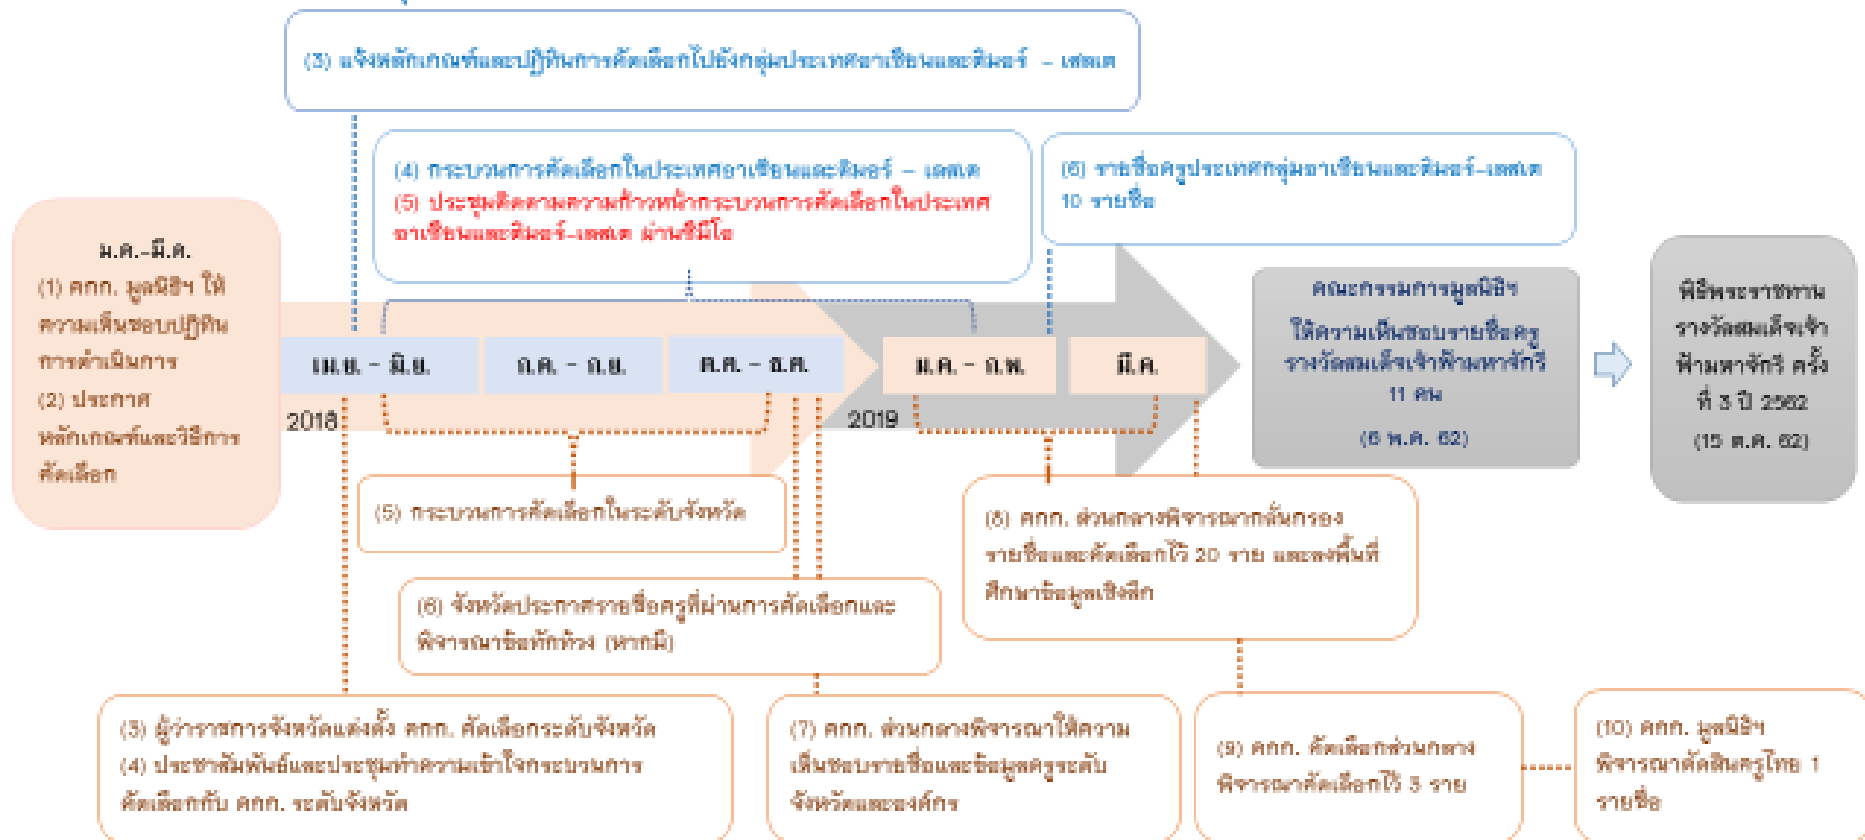 (3) แจ้งหลักเกณฑ์และปฏิทินการคัดเลือกไปยังกลุ่มประเทศอาเซียนและติมอร์ – เลสเต
(4) กระบวนการคัดเลือกในประเทศอาเซียนและติมอร์ – เลสเต
(5) ประชุมติดตามความก้าวหน้ากระบวนการคัดเลือกในประเทศ
อาเซียนและติมอร์-เลสเต ผ่านซีมีโอ
(6) รายชื่อครูประเทศกลุ่มอาเซียนและติมอร์-เลสเต
10 รายชื่อ
ม.ค.-มี.ค.
(1) คกก. มูลนิธิฯ ให้
ความเห็นชอบปฏิทิน
การดำเนินการ
(2) ประกาศ
หลักเกณฑ์และวิธีการ
คัดเลือก
เม.ย. - มิ.ย.
ก.ค. - ก.ย.
ต.ค. - ธ.ค.
ม.ค. - ก.พ.
มี.ค.
2018
2019
คณะกรรมการมูลนิธิฯ
ให้ความเห็นชอบรายชื่อครู
รางวัลสมเด็จเจ้าฟ้ามหาจักรี
11 คน
(6 พ.ค. 62)
พิธีพระราชทาน
รางวัลสมเด็จเจ้า
ฟ้ามหาจักรี ครั้ง
ที่ 3 ปี 2562
(15 ต.ค. 62)
(5) กระบวนการคัดเลือกในระดับจังหวัด
(8) คกก. ส่วนกลางพิจารณากลั่นกรอง
รายชื่อและคัดเลือกไว้ 20 ราย และลงพื้นที่
ศึกษาข้อมูลเชิงลึก
(6) จังหวัดประกาศรายชื่อครูที่ผ่านการคัดเลือกและ
พิจารณาข้อทักท้วง (หากมี)
(3) ผู้ว่าราชการจังหวัดแต่งตั้ง คกก. คัดเลือกระดับจังหวัด
(4) ประชาสัมพันธ์และประชุมทำความเข้าใจกระบวนการ
คัดเลือกกับ คกก. ระดับจังหวัด
(7) คกก. ส่วนกลางพิจารณาให้ความ
เห็นชอบรายชื่อและข้อมูลครูระดับ
จังหวัดและองค์กร
(9) คกก. คัดเลือกส่วนกลาง
พิจารณาคัดเลือกไว้ 3 ราย
(10) คกก. มูลนิธิฯ
พิจารณาตัดสินครูไทย 1
รายชื่อ